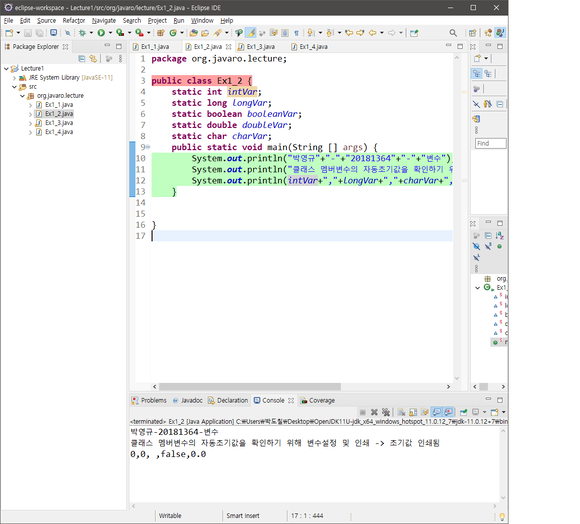 eclipse-workspace - Lecture1/src/org/javaro/lecture/Ex1_2.java - Eclipse IDE
File Edit Source Refactor Navigate Search Project Run Window Help
Package Explorer
Lecture1
JRE System Library [JavaSE-11]
src
org.javaro.lecture
Ex1_1.java
Ex1_2.java
Ex1_3.java
Ex1_4.java
Ex1_1.java Ex1_2.java Ex1_3.java Ex1_4.java
1 package org.javaro.lecture;
2
3 public class Ex1_2 {
4 static int intVar;
5 static long longVar;
6 static boolean booleanVar;
7 static double doubleVar;
8 static char charVar;
9 public static void main(String [] args) {
10 System.out.println("박영규"+"-"+"20181364"+"-"+"변수")
11 System.out.println("클래스 멤버변수의 자동초기값을 확인하기 위
12 System.out.println(intVar+","+longVar+","+charVar+",
13 }
14
15
16 }
17
Find
org.
Ex1_
Problems Javadoc Declaration Console Coverage
<terminated> Ex1_2 [Java Application] C:₩Users₩박도철₩Desktop₩OpenJDK11U-jdk_x64_windows_hotspot_11.0.12_7₩jdk-11.0.12+7₩bin
박영규-20181364-변수
클래스 멤버변수의 자동초기값을 확인하기 위해 변수설정 및 인쇄 -> 초기값 인쇄됨
0,0, ,false,0.0
Writable Smart Insert 17 : 1 : 444